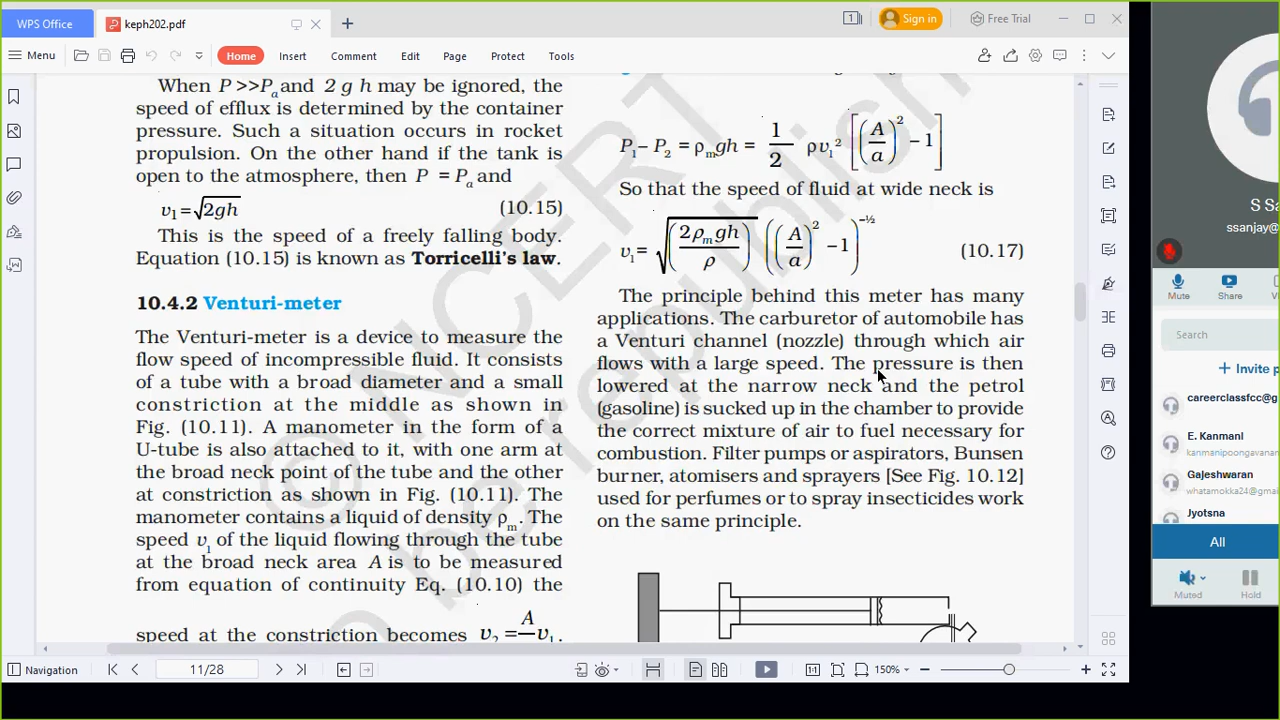 WPS Office
keph202.pdf
1
Sign in
Free Trial
Menu
Home
Insert
Comment
Edit
Page
Protect
Tools
When P >>Pa and 2 g h may be ignored, the
speed of efflux is determined by the container
pressure. Such a situation occurs in rocket
propulsion. On the other hand if the tank is
open to the atmosphere, then P = Pa and
v1 = √2gh (10.15)
This is the speed of a freely falling body.
Equation (10.15) is known as Torricelli's law.
10.4.2 Venturi-meter
The Venturi-meter is a device to measure the
flow speed of incompressible fluid. It consists
of a tube with a broad diameter and a small
constriction at the middle as shown in
Fig. (10.11). A manometer in the form of a
U-tube is also attached to it, with one arm at
the broad neck point of the tube and the other
at constriction as shown in Fig. (10.11). The
manometer contains a liquid of density ρm. The
speed v1 of the liquid flowing through the tube
at the broad neck area A is to be measured
from equation of continuity Eq. (10.10) the
speed at the constriction becomes v2 = A/a v1.
P1– P2 = ρmgh = 1/2 ρv1² [(A/a)² – 1]
So that the speed of fluid at wide neck is
v1= √(2ρmgh/ρ) ((A/a)² – 1)^–½ (10.17)
The principle behind this meter has many
applications. The carburetor of automobile has
a Venturi channel (nozzle) through which air
flows with a large speed. The pressure is then
lowered at the narrow neck and the petrol
(gasoline) is sucked up in the chamber to provide
the correct mixture of air to fuel necessary for
combustion. Filter pumps or aspirators, Bunsen
burner, atomisers and sprayers [See Fig. 10.12]
used for perfumes or to spray insecticides work
on the same principle.
© NCERT
be republish
Navigation
11/28
150%
S Sa
ssanjay@
Mute
Share
Search
+ Invite p
careerclassfcc@g
E. Kanmani
kanmanipoongavanan
Gajeshwaran
whatamokka24@gmail
Jyotsna
All
Muted
Hold